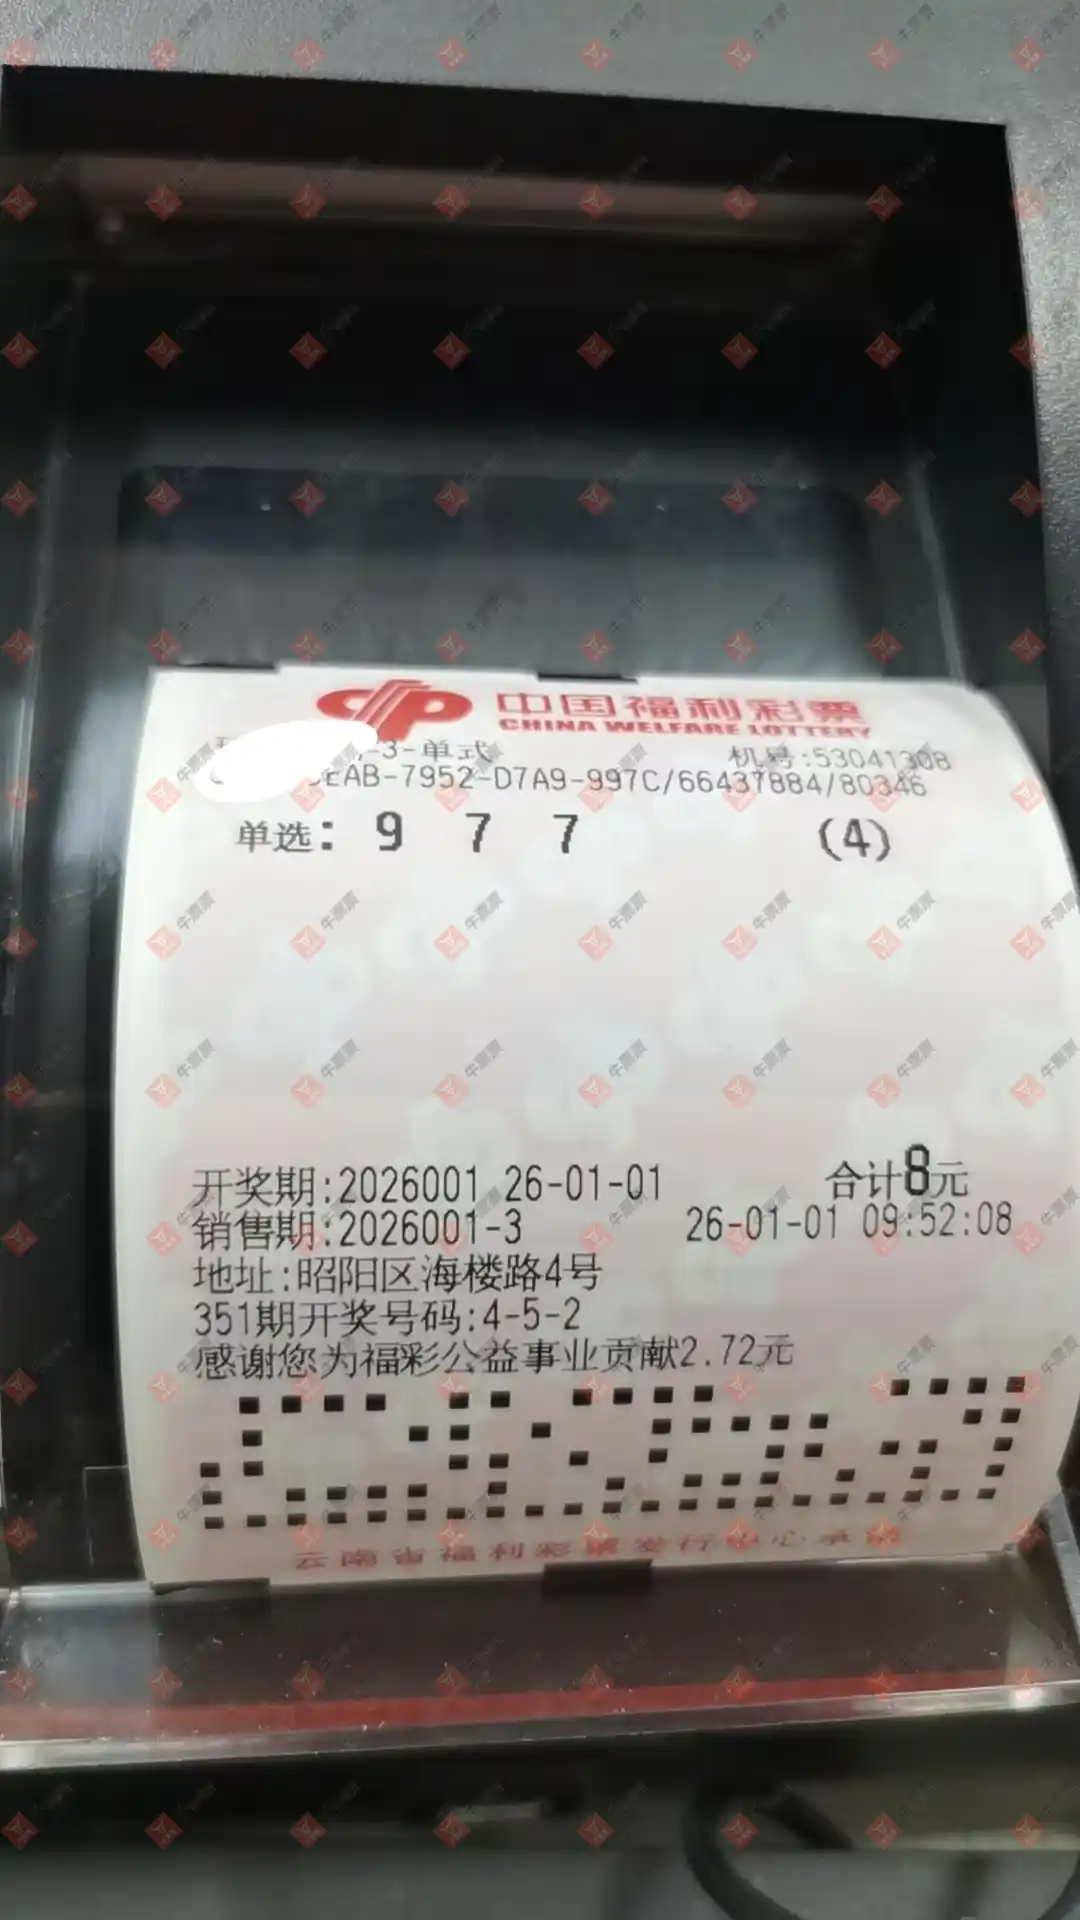 中国福利彩票
CHINA WELFARE LOTTERY
-3-单式 机号:53041308
EAB-7952-D7A9-997C/66437884/80346
单选: 9 7 7 (4)
开奖期:2026001 26-01-01 合计8元
销售期:2026001-3 26-01-01 09:52:08
地址:昭阳区海楼路4号
351期开奖号码:4-5-2
感谢您为福彩公益事业贡献2.72元
云南省福利彩票发行中心承销
牛票票